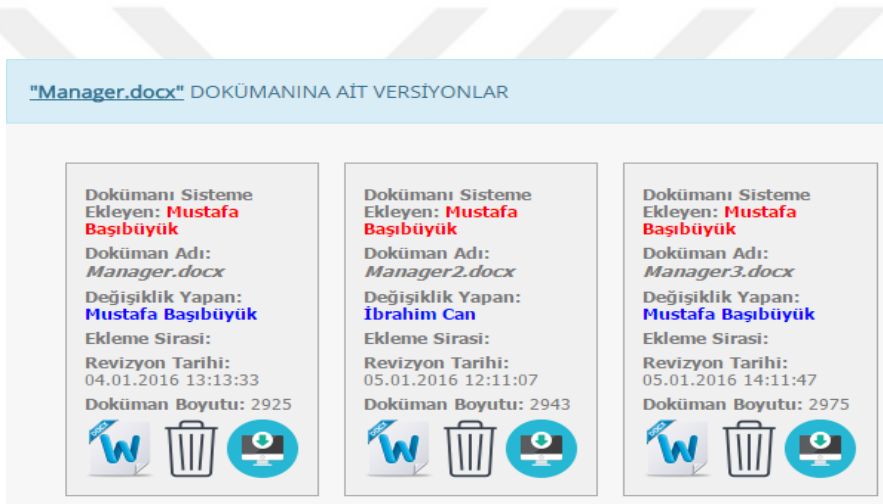 "Manager.docx" DOKÜMANINA AİT VERSİYONLAR
Dokümanı Sisteme
Ekleyen: Mustafa
Başıbüyük
Doküman Adı:
Manager.docx
Değişiklik Yapan:
Mustafa Başıbüyük
Ekleme Sirasi:
Revizyon Tarihi:
04.01.2016 13:13:33
Doküman Boyutu: 2925
DOCX
W
Dokümanı Sisteme
Ekleyen: Mustafa
Başıbüyük
Doküman Adı:
Manager2.docx
Değişiklik Yapan:
İbrahim Can
Ekleme Sirasi:
Revizyon Tarihi:
05.01.2016 12:11:07
Doküman Boyutu: 2943
DOCX
W
Dokümanı Sisteme
Ekleyen: Mustafa
Başıbüyük
Doküman Adı:
Manager3.docx
Değişiklik Yapan:
Mustafa Başıbüyük
Ekleme Sirasi:
Revizyon Tarihi:
05.01.2016 14:11:47
Doküman Boyutu: 2975
DOCX
W